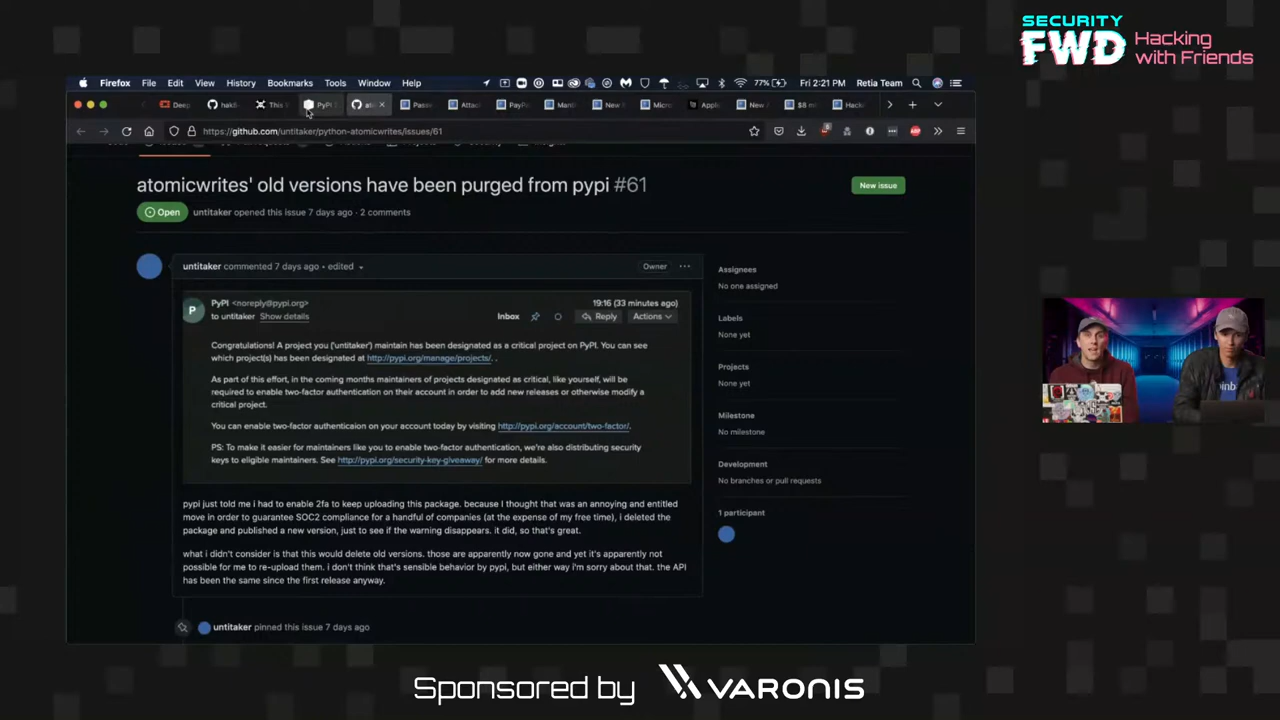 SECURITY
FWD
Hacking
with Friends
Firefox File Edit View History Bookmarks Tools Window Help
77% Fri 2:21 PM Retia Team
Deep
hak5
This
PyPI
Attac
PayPa
New
Micro
Apple
New
$6 m
Hack
https://github.com/untitaker/python-atomicwrites/issues/61
atomicwrites' old versions have been purged from pypi #61
New issue
Open untitaker opened this issue 7 days ago · 2 comments
untitaker commented 7 days ago • edited
Owner
P
PyPI <noreply@pypi.org>
to untitaker Show details
19:16 (33 minutes ago)
Inbox
Reply
Actions
Congratulations! A project you ('untitaker') maintain has been designated as a critical project on PyPI. You can see
which project(s) has been designated at http://pypi.org/manage/projects/. .
As part of this effort, in the coming months maintainers of projects designated as critical, like yourself, will be
required to enable two-factor authentication on their account in order to add new releases or otherwise modify a
critical project.
You can enable two-factor authenticaion on your account today by visiting http://pypi.org/account/two-factor/.
PS: To make it easier for maintainers like you to enable two-factor authentication, we're also distributing security
keys to eligible maintainers. See http://pypi.org/security-key-giveaway/ for more details.
pypi just told me i had to enable 2fa to keep uploading this package. because I thought that was an annoying and entitled
move in order to guarantee SOC2 compliance for a handful of companies (at the expense of my free time), i deleted the
package and published a new version, just to see if the warning disappears. it did, so that's great.
what i didn't consider is that this would delete old versions. those are apparently now gone and yet it's apparently not
possible for me to re-upload them. i don't think that's sensible behavior by pypi, but either way i'm sorry about that. the API
has been the same since the first release anyway.
untitaker pinned this issue 7 days ago
Assignees
No one assigned
Labels
None yet
Projects
None yet
Milestone
No milestone
Development
No branches or pull requests
1 participant
Sponsored by VARONIS